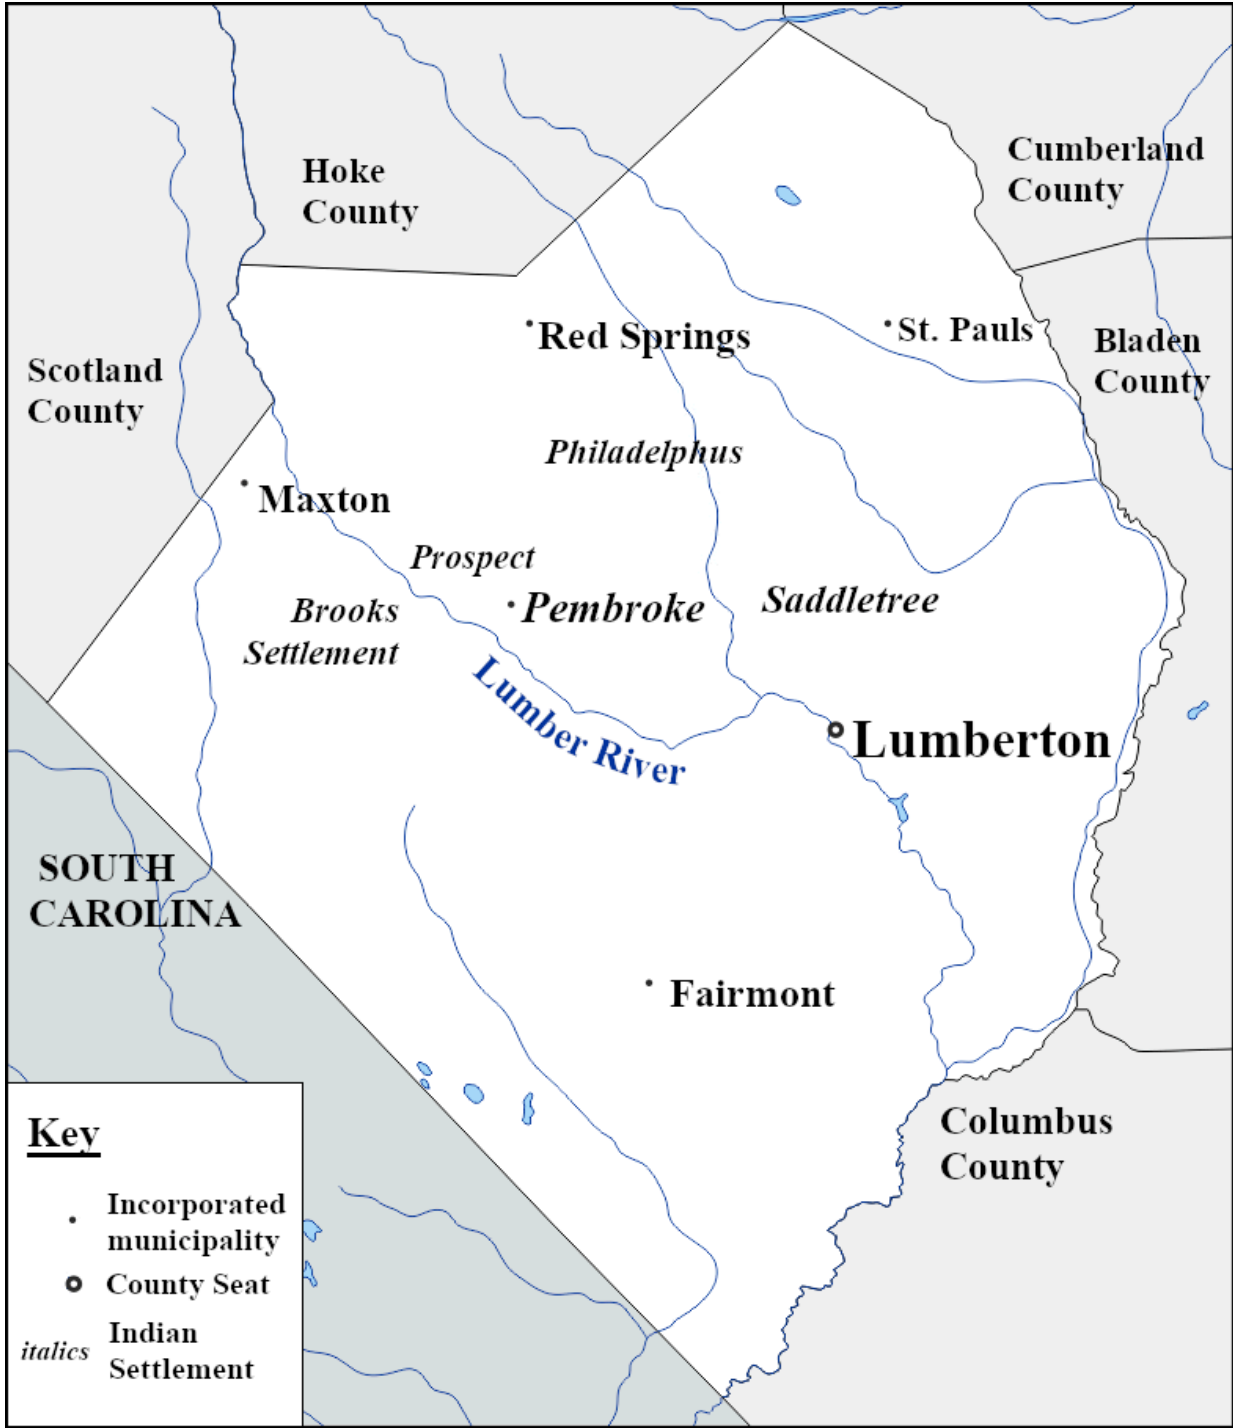 Hoke
County
Cumberland
County
Red Springs
St. Pauls
Bladen
County
Scotland
County
Philadelphus
Maxton
Prospect
Brooks
Settlement
Pembroke
Saddletree
Lumber River
Lumberton
SOUTH
CAROLINA
Fairmont
Columbus
County
Key
Incorporated
municipality
County Seat
italics
Indian
Settlement